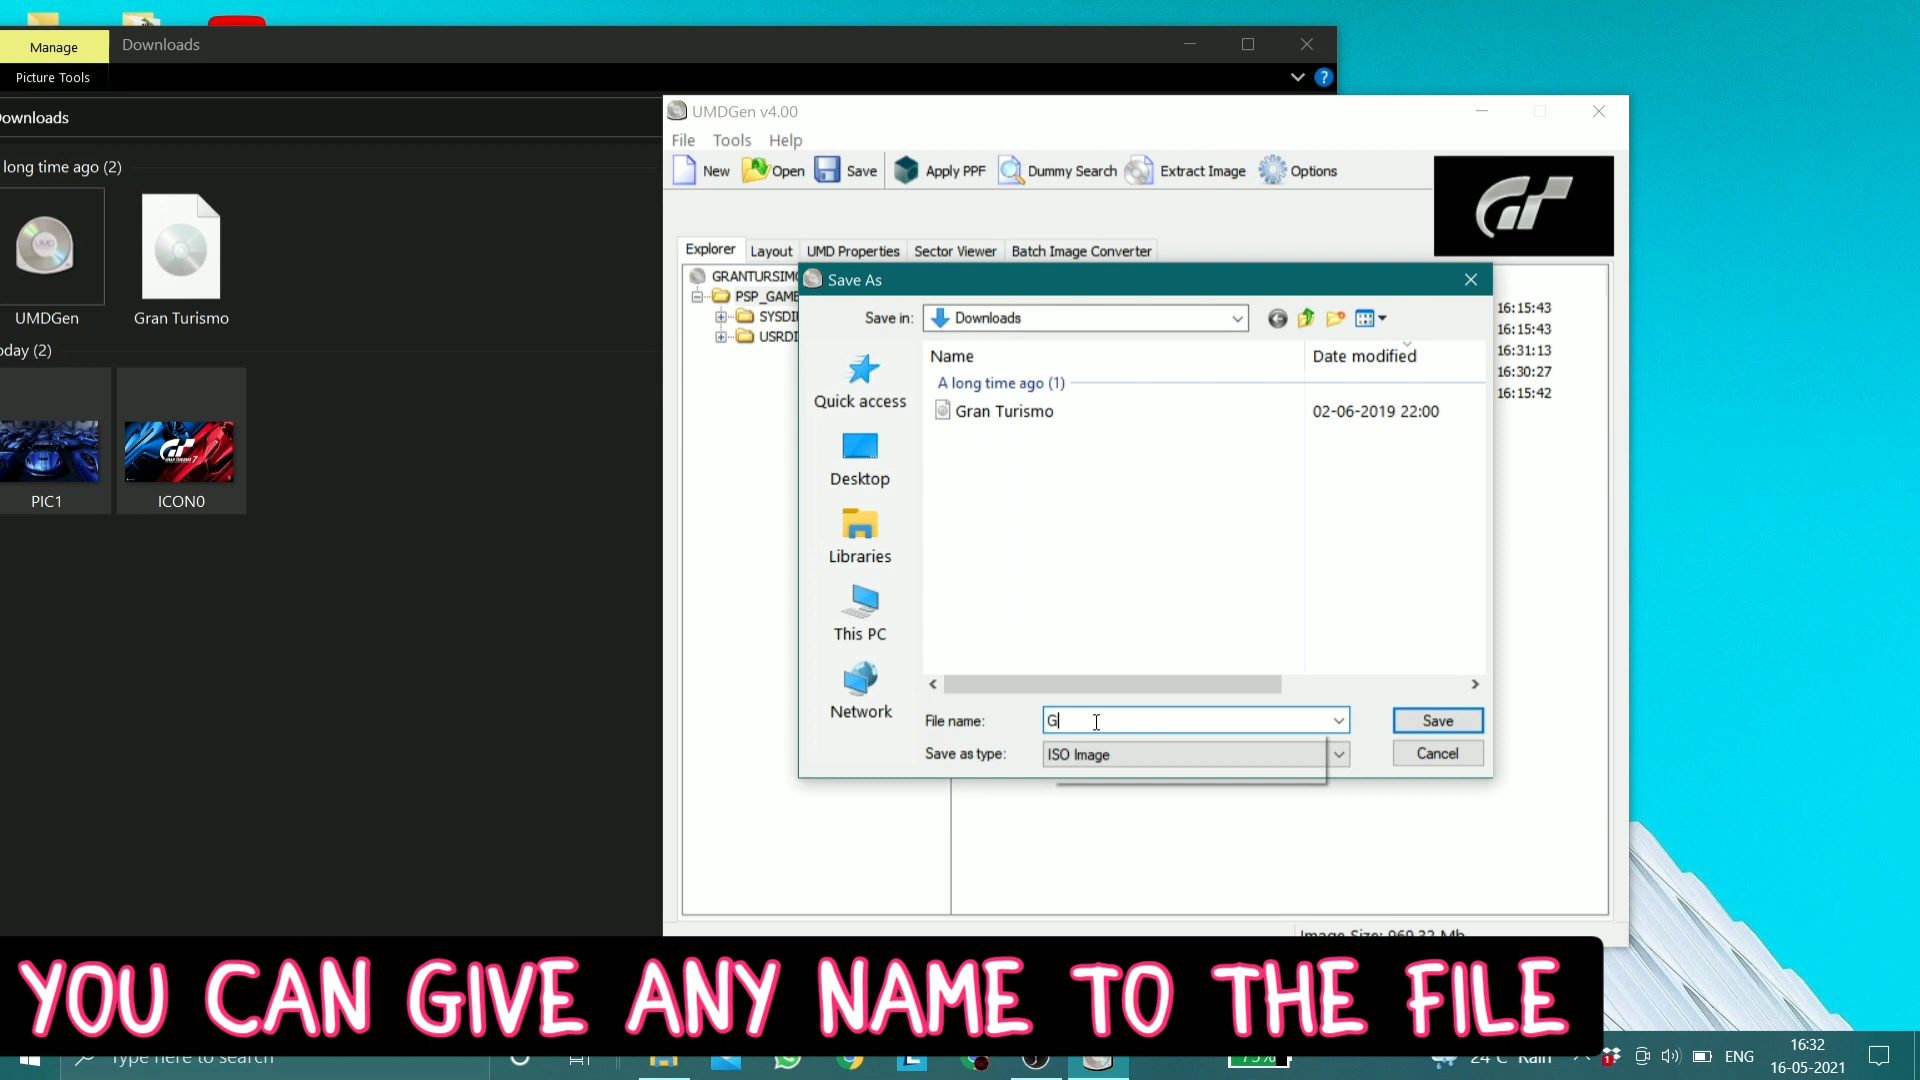 Manage
Downloads
Picture Tools
ownloads
long time ago (2)
UMDGen
Gran Turismo
oday (2)
PIC1
ICON0
UMDGen v4.00
File Tools Help
New Open Save Apply PPF Dummy Search Extract Image Options
Explorer Layout UMD Properties Sector Viewer Batch Image Converter
GRANTURSIMO
PSP_GAME
SYSDI
USRDI
Save As
Save in: Downloads
Name Date modified
A long time ago (1)
Gran Turismo 02-06-2019 22:00
16:15:43
16:15:43
16:31:13
16:30:27
16:15:42
Quick access
Desktop
Libraries
This PC
Network
File name: G Save
Save as type: ISO Image Cancel
Image Size: 969.32 Mb
YOU CAN GIVE ANY NAME TO THE FILE
Type here to search
75%
24°C Rain
ENG
16:32
16-05-2021